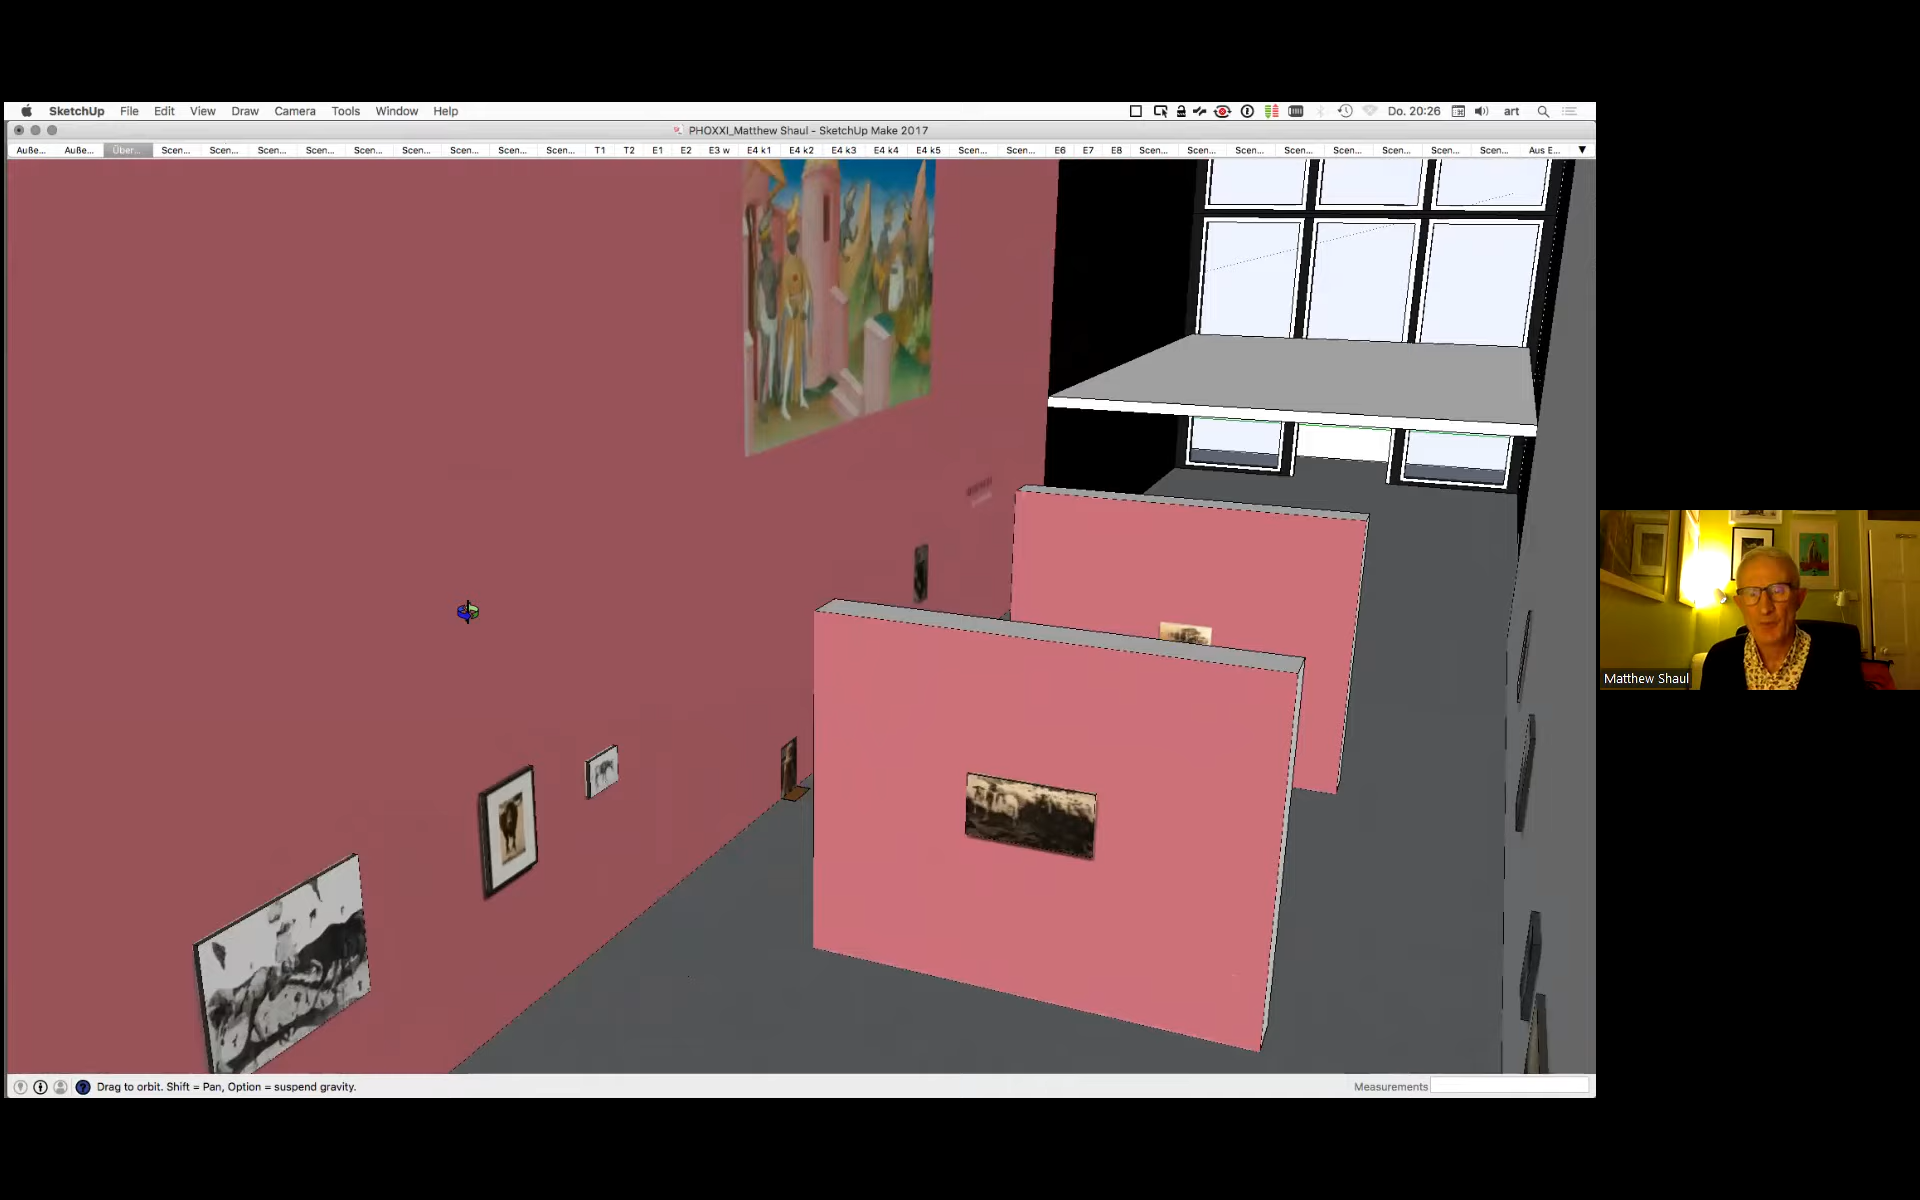 SketchUp File Edit View Draw Camera Tools Window Help Do. 20:26 art
PHOXXI_Matthew Shaul - SketchUp Make 2017
Auße... Auße... Über... Scen... Scen... Scen... Scen... Scen... Scen... Scen... Scen... Scen... T1 T2 E1 E2 E3 w E4 k1 E4 k2 E4 k3 E4 k4 E4 k5 Scen... Scen... E6 E7 E8 Scen... Scen... Scen... Scen... Scen... Scen... Scen... Scen... Aus E...
Matthew Shaul
Drag to orbit. Shift = Pan, Option = suspend gravity. Measurements